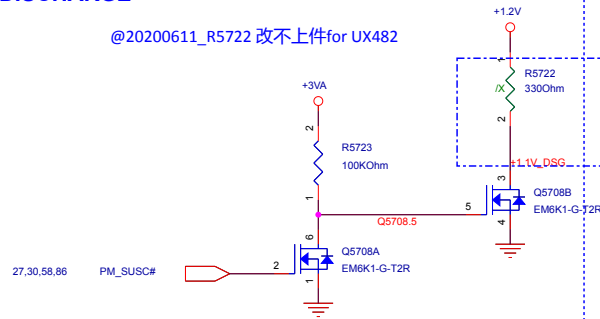 @20200611_R5722 改不上件for UX482
+1.2V
1
R5722
/X
330Ohm
2
+3VA
2
R5723
100KOhm
1
+1.1V_DSG
3
Q5708B
5
EM6K1-G-T2R
4
Q5708.5
6
Q5708A
27,30,58,86
PM_SUSC#
2
EM6K1-G-T2R
1